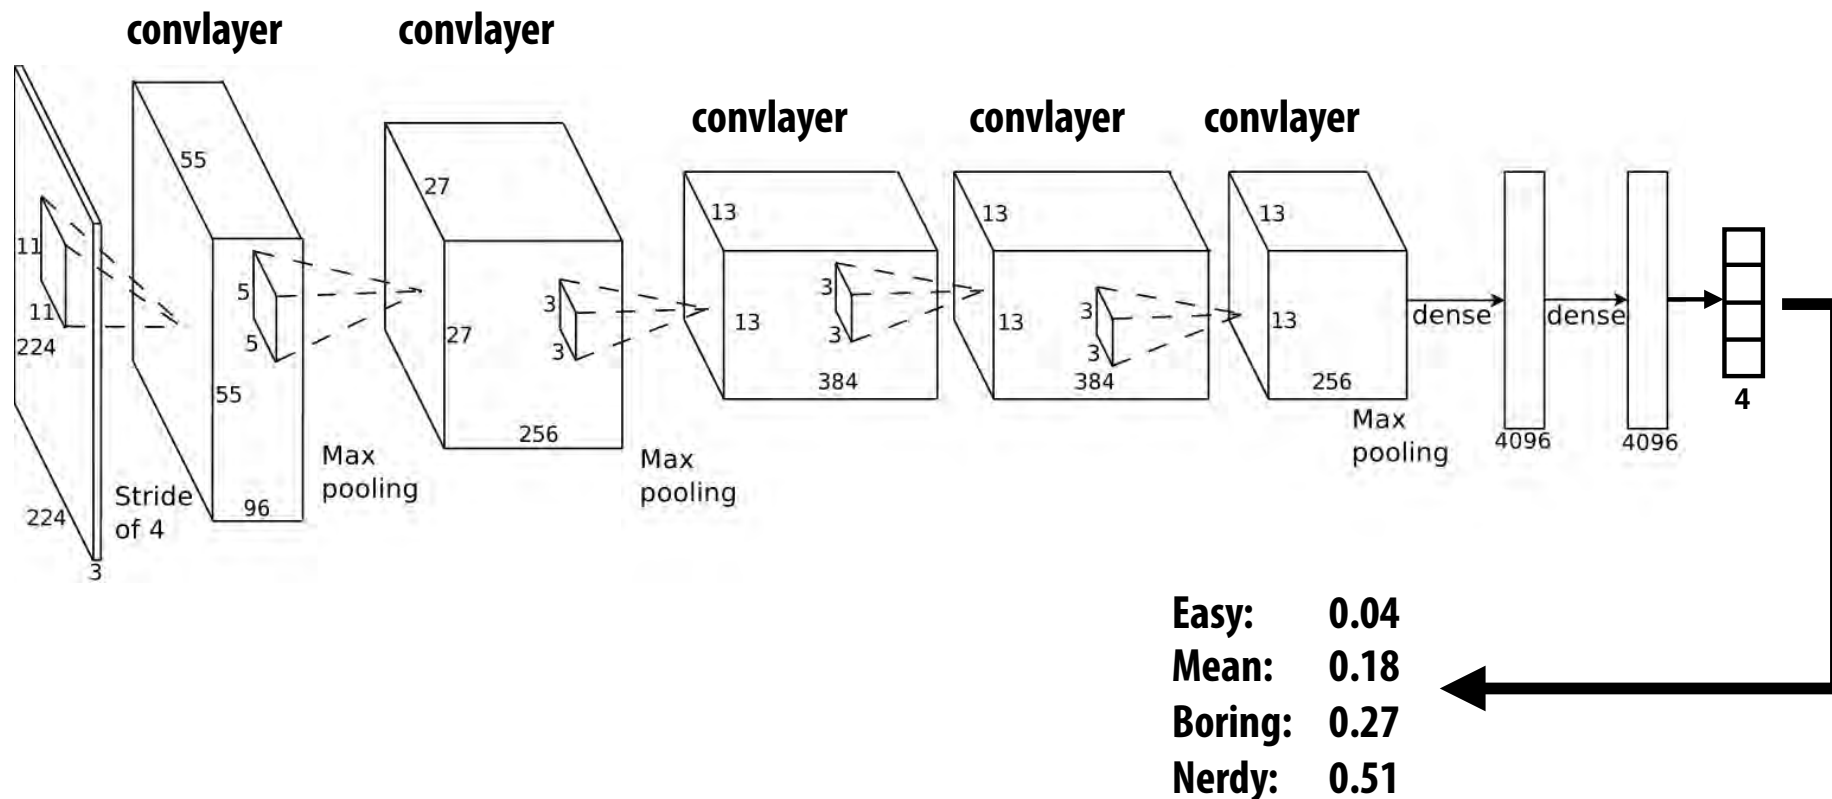 convlayer
convlayer
convlayer
convlayer
convlayer
11
11
224
224
3
Stride
of 4
55
55
96
5
5
Max
pooling
27
27
256
3
3
Max
pooling
13
13
384
3
3
13
13
384
3
3
13
13
256
Max
pooling
dense
4096
dense
4096
4
Easy: 0.04
Mean: 0.18
Boring: 0.27
Nerdy: 0.51